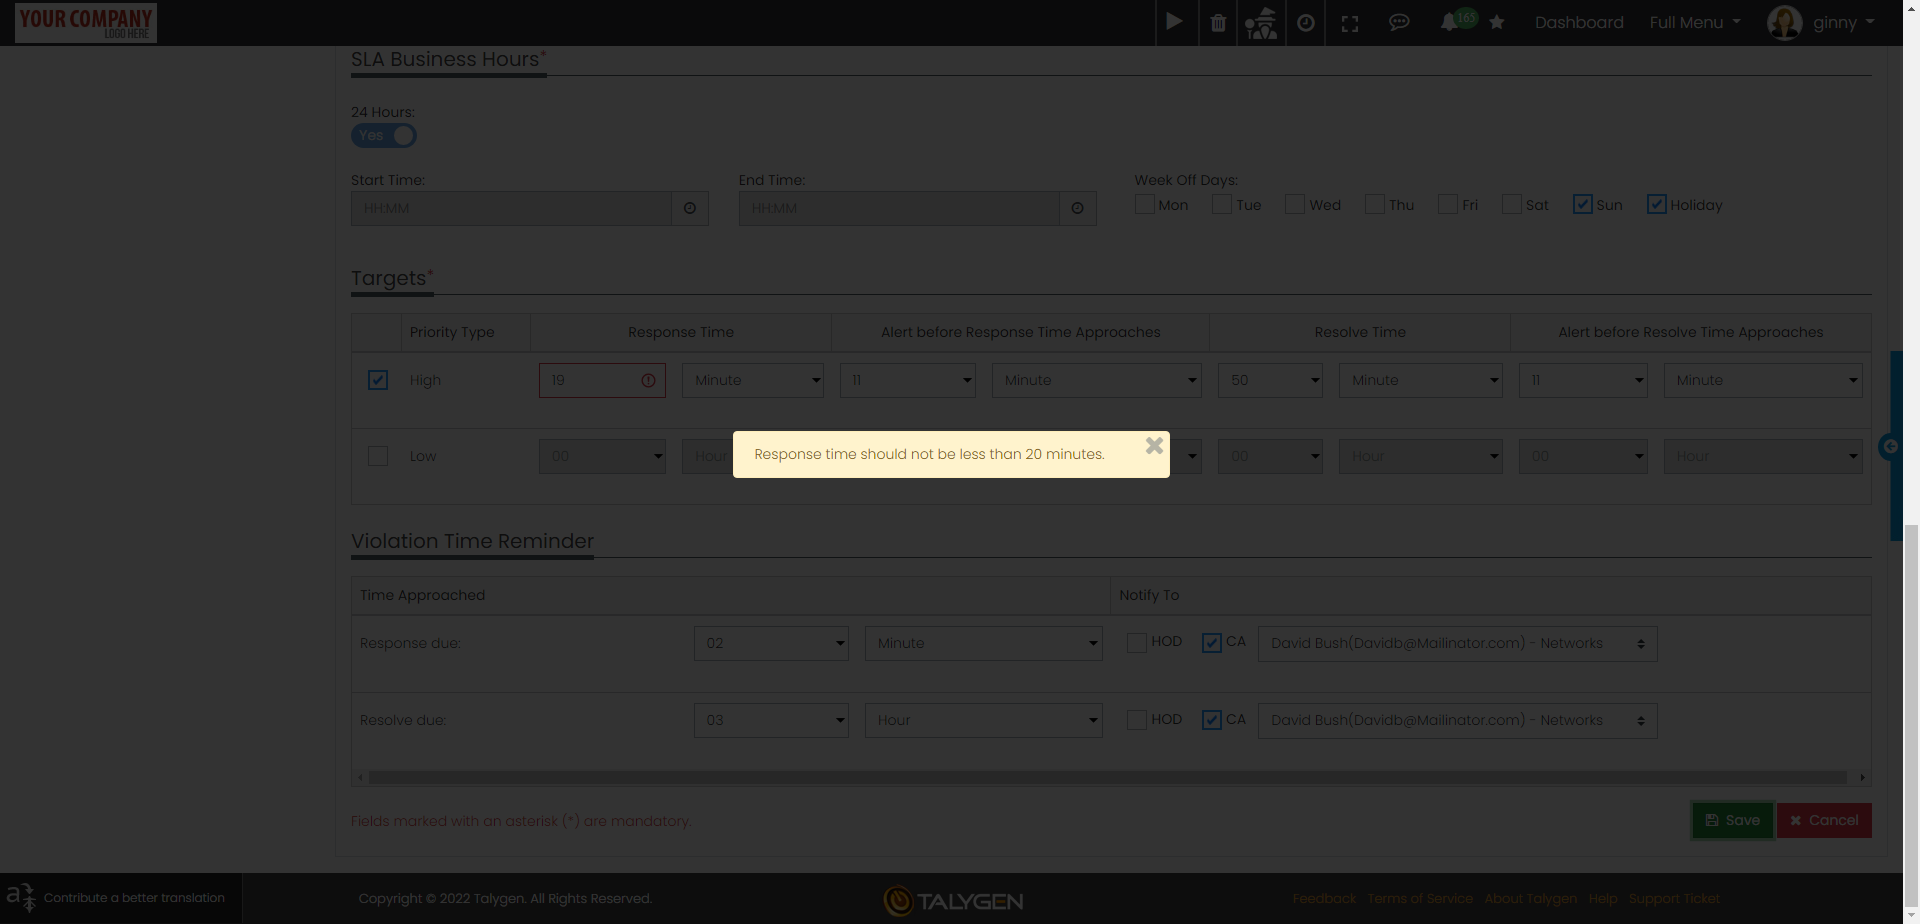 YOUR COMPANY
LOGO HERE
165
Dashboard
Full Menu
ginny
SLA Business Hours*
24 Hours:
Yes
Start Time:
End Time:
Week Off Days:
HH:MM
HH:MM
Mon
Tue
Wed
Thu
Fri
Sat
Sun
Holiday
Targets*
Priority Type
Response Time
Alert before Response Time Approaches
Resolve Time
Alert before Resolve Time Approaches
High
19
Minute
11
Minute
50
Minute
11
Minute
Low
00
Hour
00
Hour
00
Hour
Response time should not be less than 20 minutes.
Violation Time Reminder
Time Approached
Notify To
Response due:
02
Minute
HOD
CA
David Bush(Davidb@Mailinator.com) - Networks
Resolve due:
03
Hour
HOD
CA
David Bush(Davidb@Mailinator.com) - Networks
Fields marked with an asterisk (*) are mandatory.
Save
Cancel
Contribute a better translation
Copyright © 2022 Talygen. All Rights Reserved.
TALYGEN
Feedback
Terms of Service
About Talygen
Help
Support Ticket